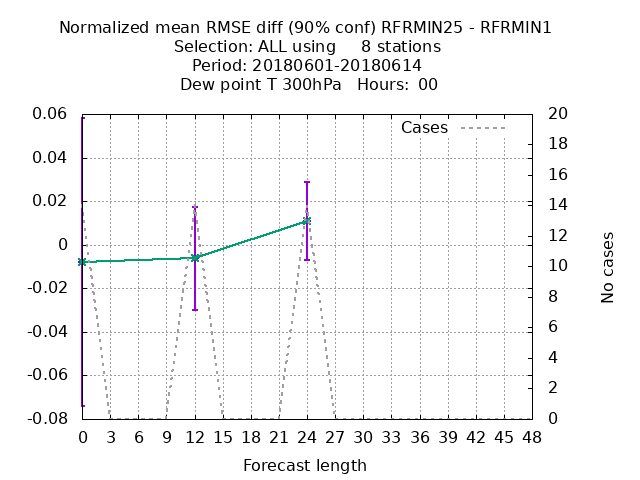 Normalized mean RMSE diff (90% conf) RFRMIN25 - RFRMIN1
Selection: ALL using 8 stations
Period: 20180601-20180614
Dew point T 300hPa Hours: 00
Cases
0.06
0.04
0.02
0
-0.02
-0.04
-0.06
-0.08
20
18
16
14
12
10
8
6
4
2
0
No cases
0 3 6 9 12 15 18 21 24 27 30 33 36 39 42 45 48
Forecast length